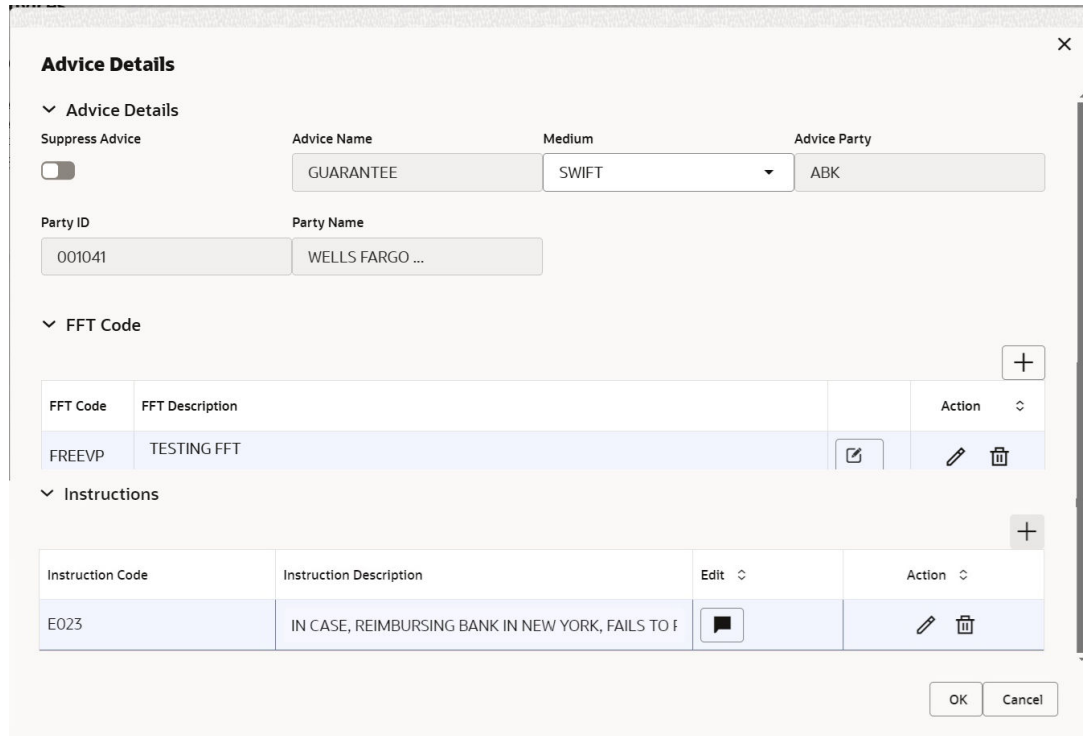 Advice Details
Advice Details
Suppress Advice Advice Name Medium Advice Party
GUARANTEE SWIFT ABK
Party ID Party Name
001041 WELLS FARGO ...
FFT Code
FFT Code FFT Description Action
FREEVP TESTING FFT
Instructions
Instruction Code Instruction Description Edit Action
E023 IN CASE, REIMBURSING BANK IN NEW YORK, FAILS TO
OK Cancel